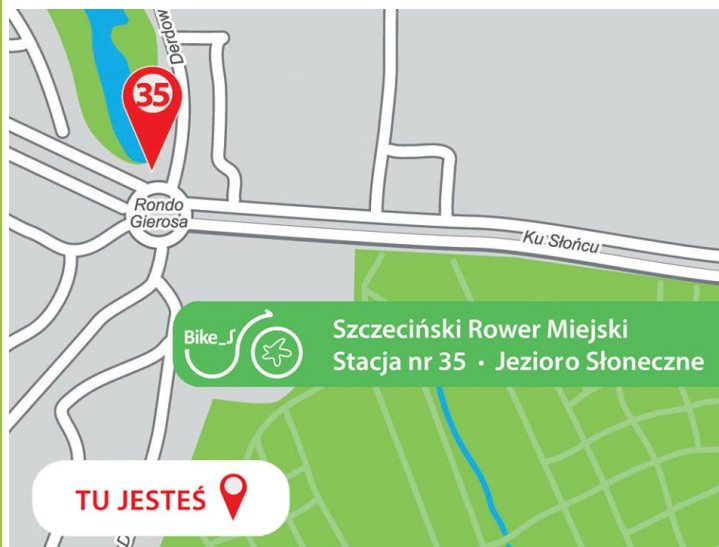 Derdow
35
Rondo
Gierosa
Ku Słońcu
Bike_S
Szczeciński Rower Miejski
Stacja nr 35 · Jezioro Słoneczne
TU JESTEŚ